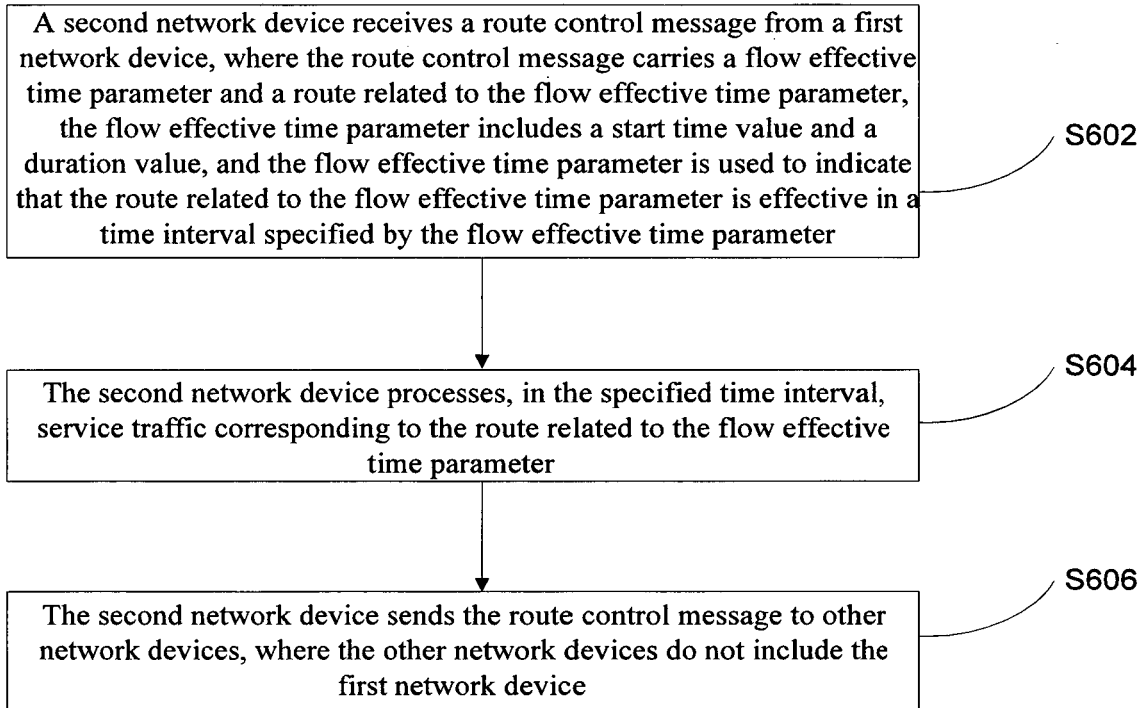 A second network device receives a route control message from a first
network device, where the route control message carries a flow effective
time parameter and a route related to the flow effective time parameter,
the flow effective time parameter includes a start time value and a
duration value, and the flow effective time parameter is used to indicate
that the route related to the flow effective time parameter is effective in a
time interval specified by the flow effective time parameter
S602
The second network device processes, in the specified time interval,
service traffic corresponding to the route related to the flow effective
time parameter
S604
The second network device sends the route control message to other
network devices, where the other network devices do not include the
first network device
S606